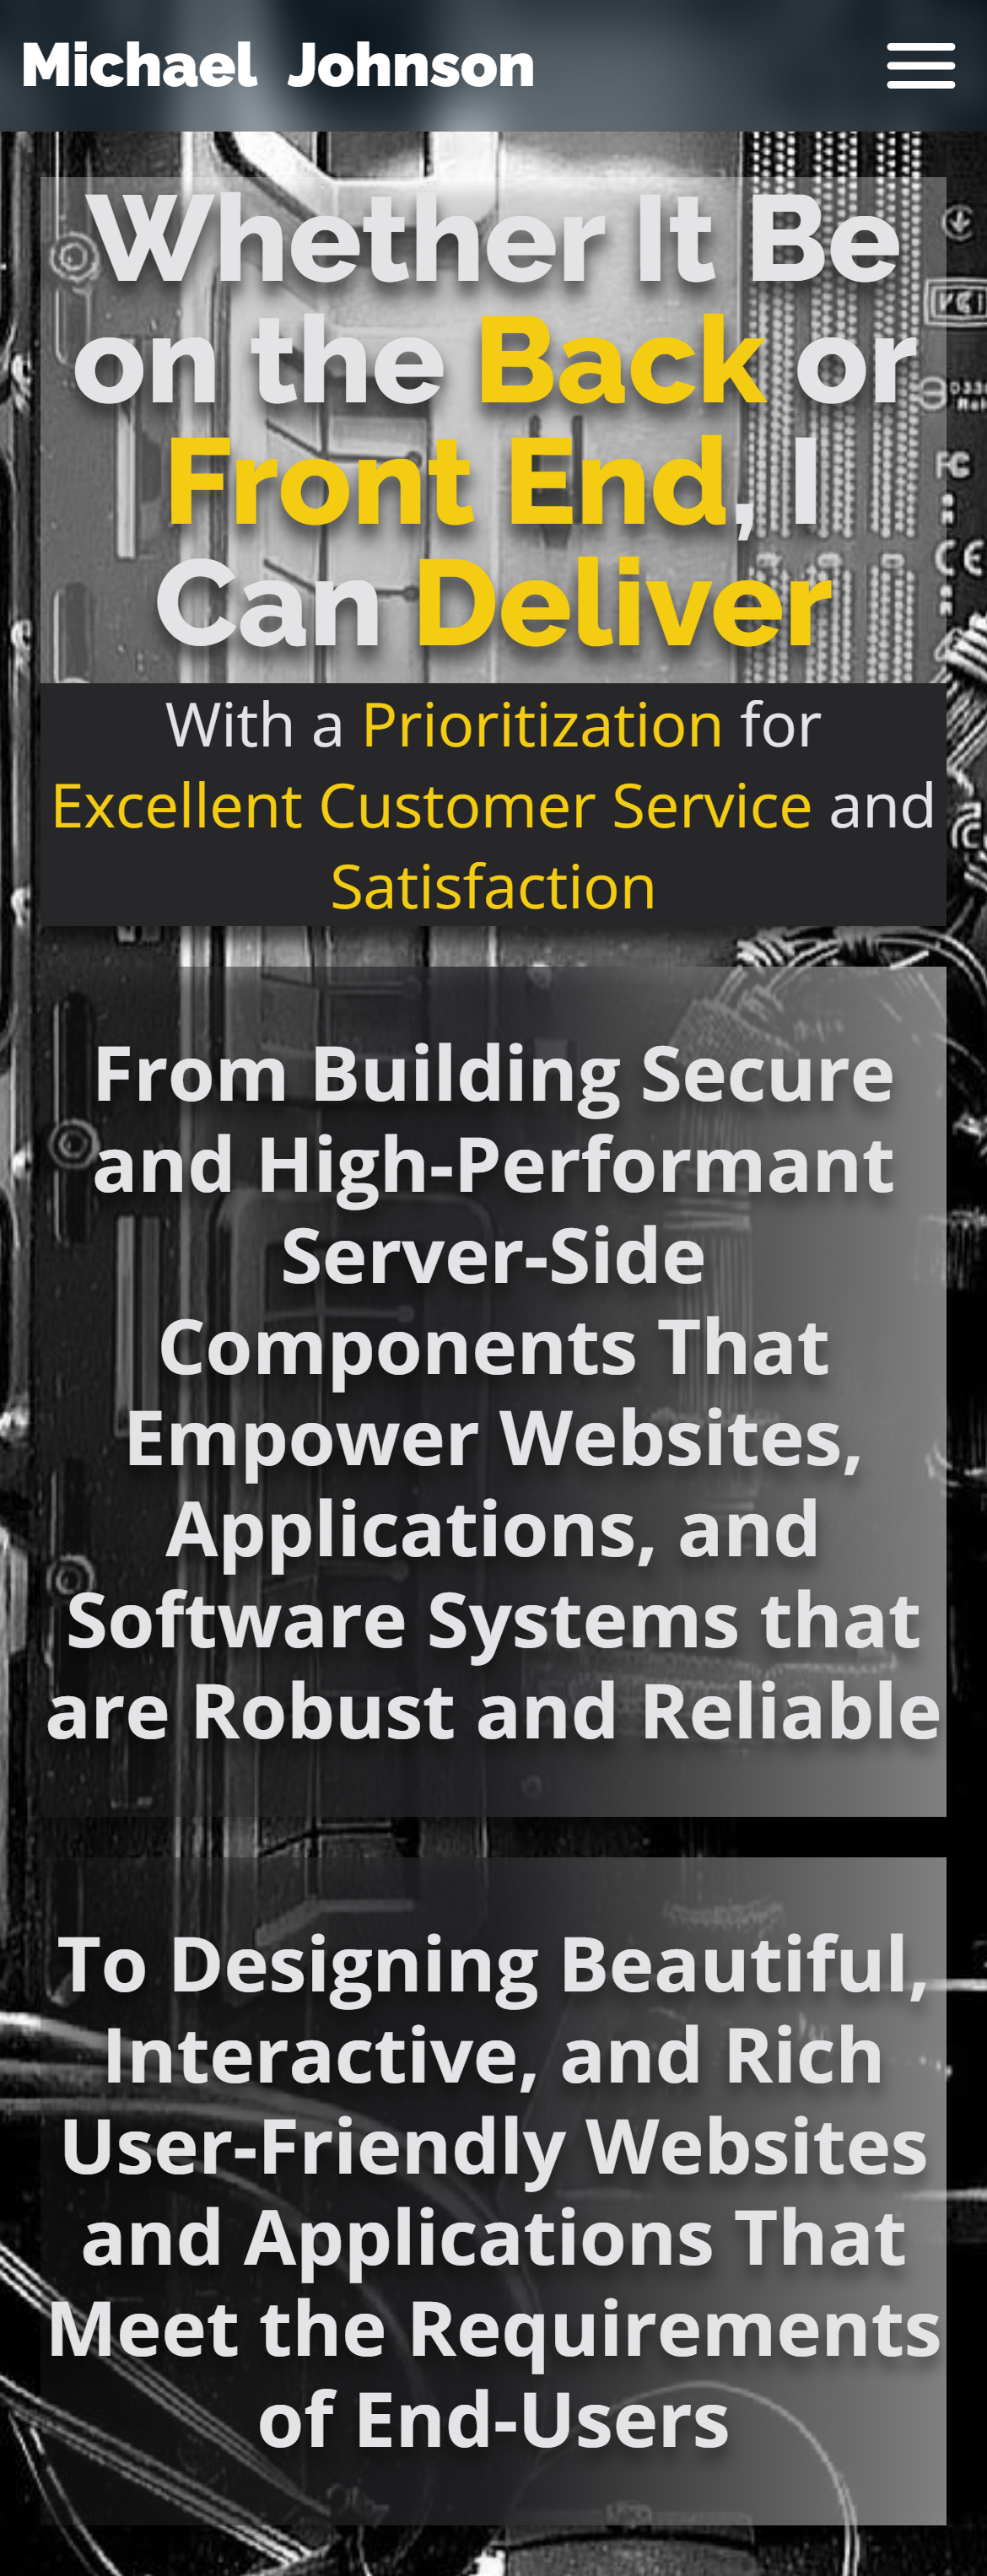 Michael Johnson
Whether It Be
on the Back or
Front End, I
Can Deliver
With a Prioritization for
Excellent Customer Service and
Satisfaction
From Building Secure
and High-Performant
Server-Side
Components That
Empower Websites,
Applications, and
Software Systems that
are Robust and Reliable
To Designing Beautiful,
Interactive, and Rich
User-Friendly Websites
and Applications That
Meet the Requirements
of End-Users